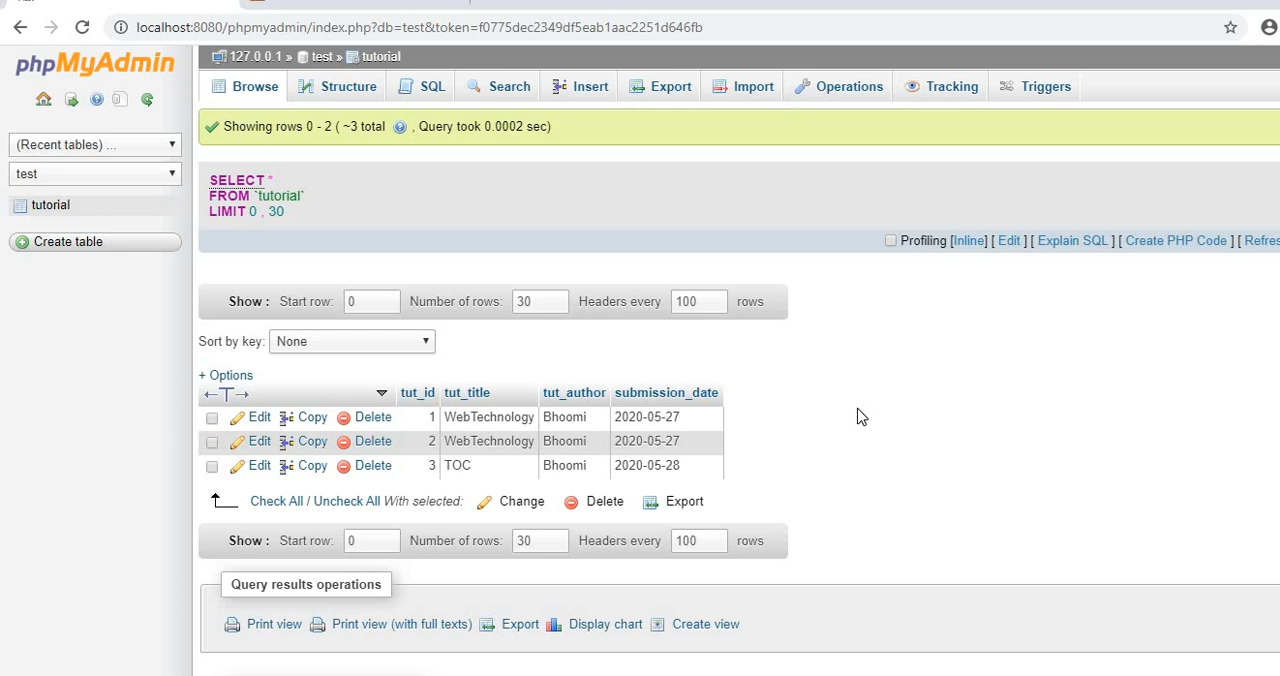 localhost:8080/phpmyadmin/index.php?db=test&token=f0775dec2349df5eab1aac2251d646fb
phpMyAdmin
127.0.0.1 » test » tutorial
Browse Structure SQL Search Insert Export Import Operations Tracking Triggers
Showing rows 0 - 2 ( ~3 total , Query took 0.0002 sec)
(Recent tables) ...
test
tutorial
Create table
SELECT *
FROM `tutorial`
LIMIT 0 , 30
Profiling [Inline] [ Edit ] [ Explain SQL ] [ Create PHP Code ] [ Refres
Show : Start row: 0 Number of rows: 30 Headers every 100 rows
Sort by key: None
+ Options
←T→ tut_id tut_title tut_author submission_date
Edit Copy Delete 1 WebTechnology Bhoomi 2020-05-27
Edit Copy Delete 2 WebTechnology Bhoomi 2020-05-27
Edit Copy Delete 3 TOC Bhoomi 2020-05-28
Check All / Uncheck All With selected: Change Delete Export
Show : Start row: 0 Number of rows: 30 Headers every 100 rows
Query results operations
Print view Print view (with full texts) Export Display chart Create view